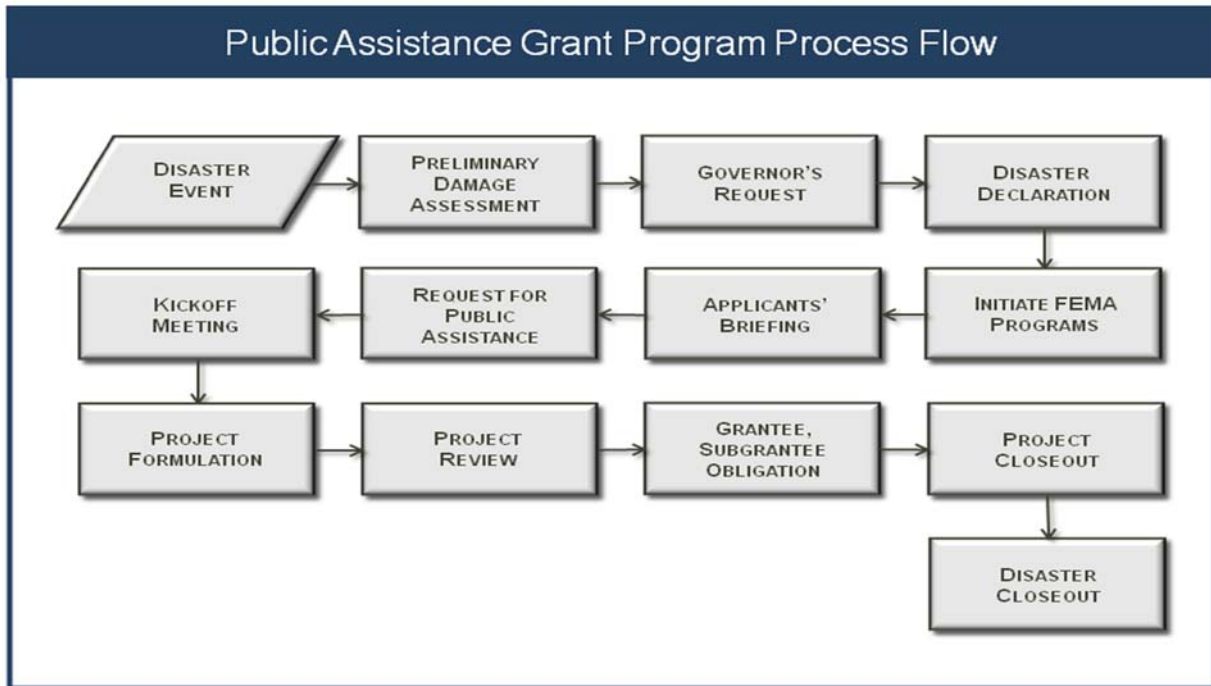 Public Assistance Grant Program Process Flow
DISASTER
EVENT
PRELIMINARY
DAMAGE
ASSESSMENT
GOVERNOR'S
REQUEST
DISASTER
DECLARATION
INITIATE FEMA
PROGRAMS
APPLICANTS'
BRIEFING
REQUEST FOR
PUBLIC
ASSISTANCE
KICKOFF
MEETING
PROJECT
FORMULATION
PROJECT
REVIEW
GRANTEE,
SUBGRANTEE
OBLIGATION
PROJECT
CLOSEOUT
DISASTER
CLOSEOUT